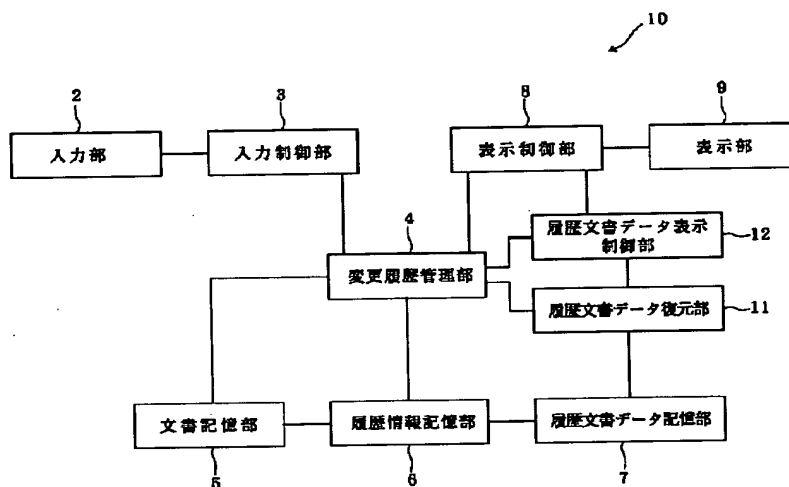 10
2
3
8
9
入力部
入力制御部
表示制御部
表示部
4
履歴文書データ表示
制御部
12
変更履歴管理部
履歴文書データ復元部
11
文書記憶部
履歴情報記憶部
履歴文書データ記憶部
5
6
7